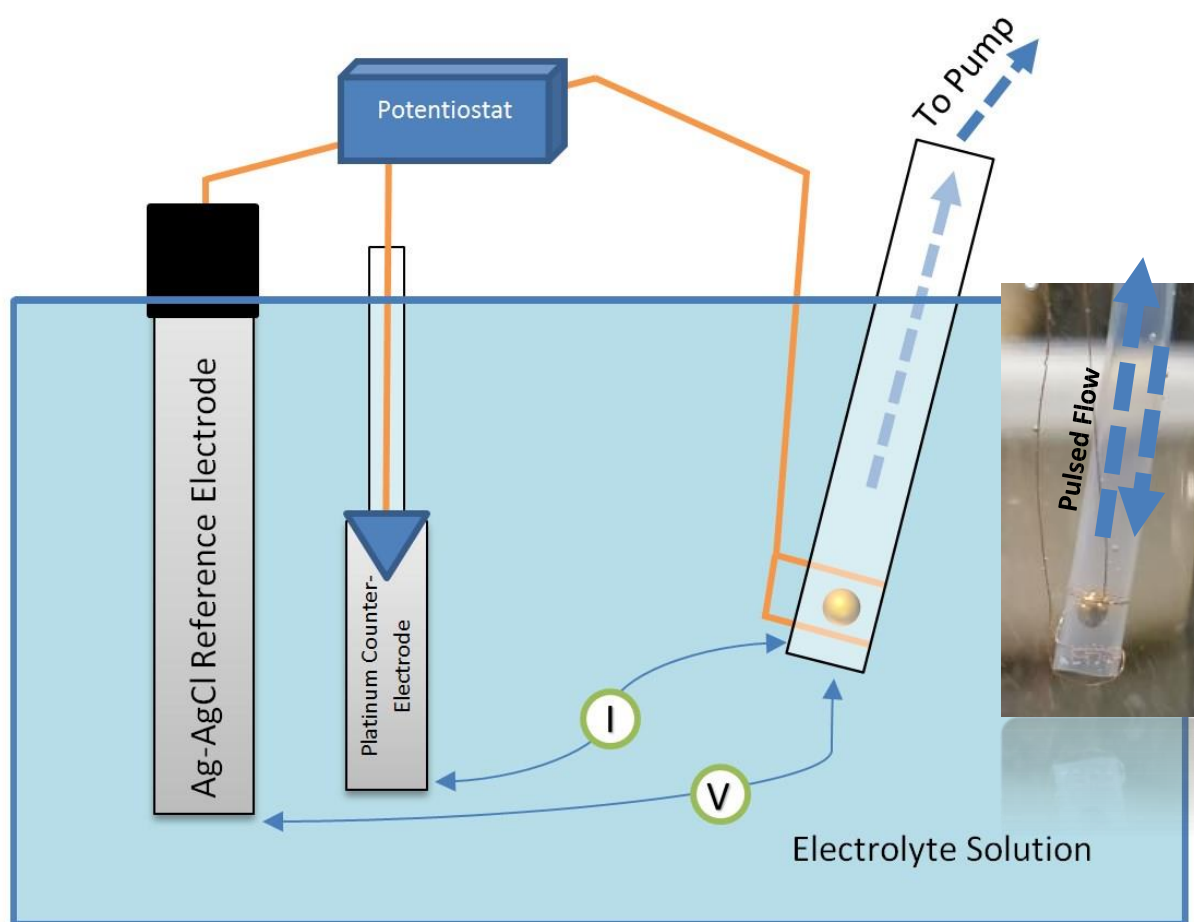 To Pump
Potentiostat
Ag-AgCl Reference Electrode
Platinum Counter-
Electrode
Pulsed Flow
I
V
Electrolyte Solution